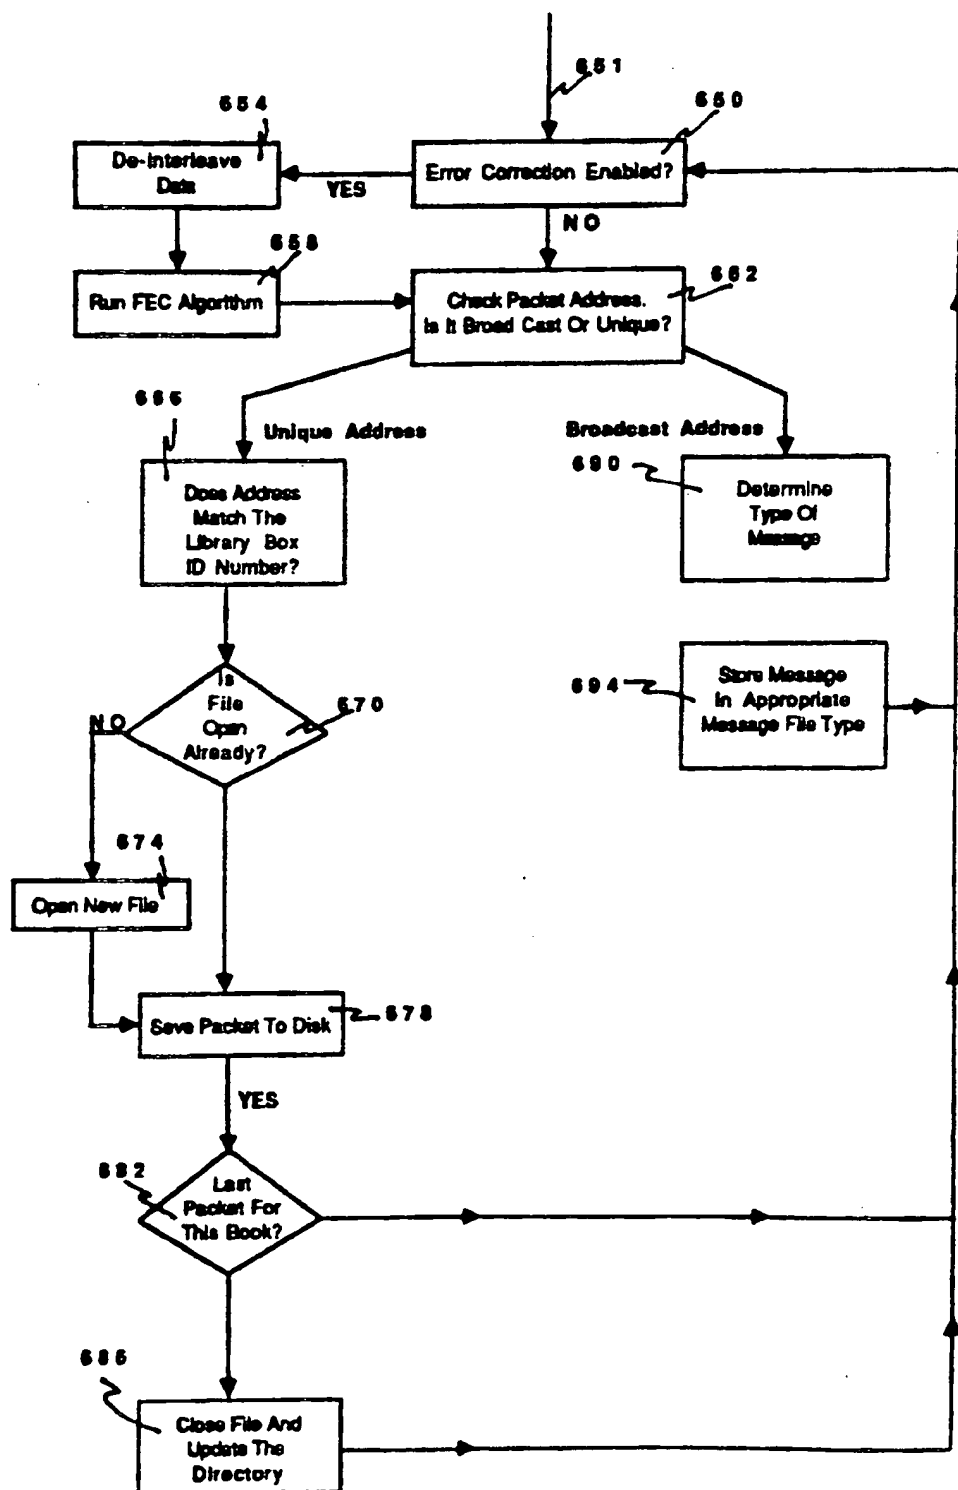 651
654
650
De-Interleave
Data
YES
Error Correction Enabled?
NO
658
662
Run FEC Algorithm
Check Packet Address.
Is It Broad Cast Or Unique?
666
Unique Address
Broadcast Address
690
Does Address
Match The
Library Box
ID Number?
Determine
Type Of
Message
Is
File
Open
Already?
670
NO
694
Store Message
In Appropriate
Message File Type
674
Open New File
Save Packet To Disk
678
YES
682
Last
Packet For
This Book?
686
Close File And
Update The
Directory